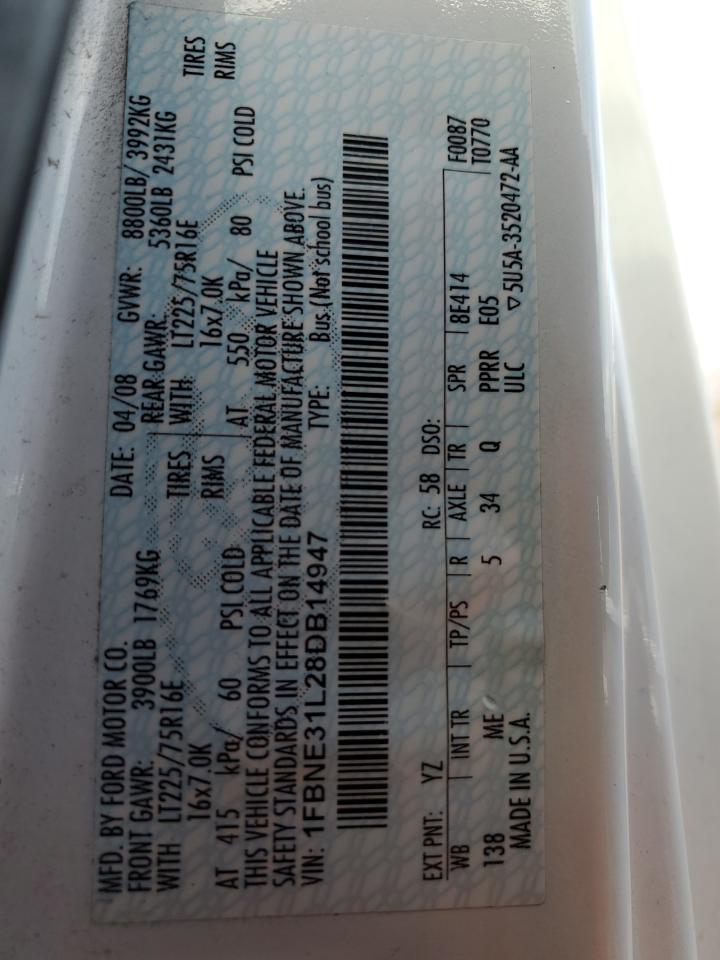 MFD. BY FORD MOTOR CO. DATE: 04/08 GVWR: 8800LB/ 3992KG
FRONT GAWR: 3900LB 1769KG REAR GAWR: 5360LB 2431KG
WITH LT225/75R16E TIRES WITH LT225/75R16E TIRES
16x7.0K RIMS 16x7.0K RIMS
AT 415 kPa/ 60 PSI COLD AT 550 kPa/ 80 PSI COLD
THIS VEHICLE CONFORMS TO ALL APPLICABLE FEDERAL MOTOR VEHICLE
SAFETY STANDARDS IN EFFECT ON THE DATE OF MANUFACTURE SHOWN ABOVE.
VIN: 1FBNE31L28DB14947 TYPE: Bus (Not school bus)
EXT PNT: YZ RC: 58 DSO:
WB INT TR TP/PS R AXLE TR SPR F0087
138 ME 5 34 Q PPRR 8E414 E05 T0770
MADE IN U.S.A. ULC ▽5U5A-3520472-AA